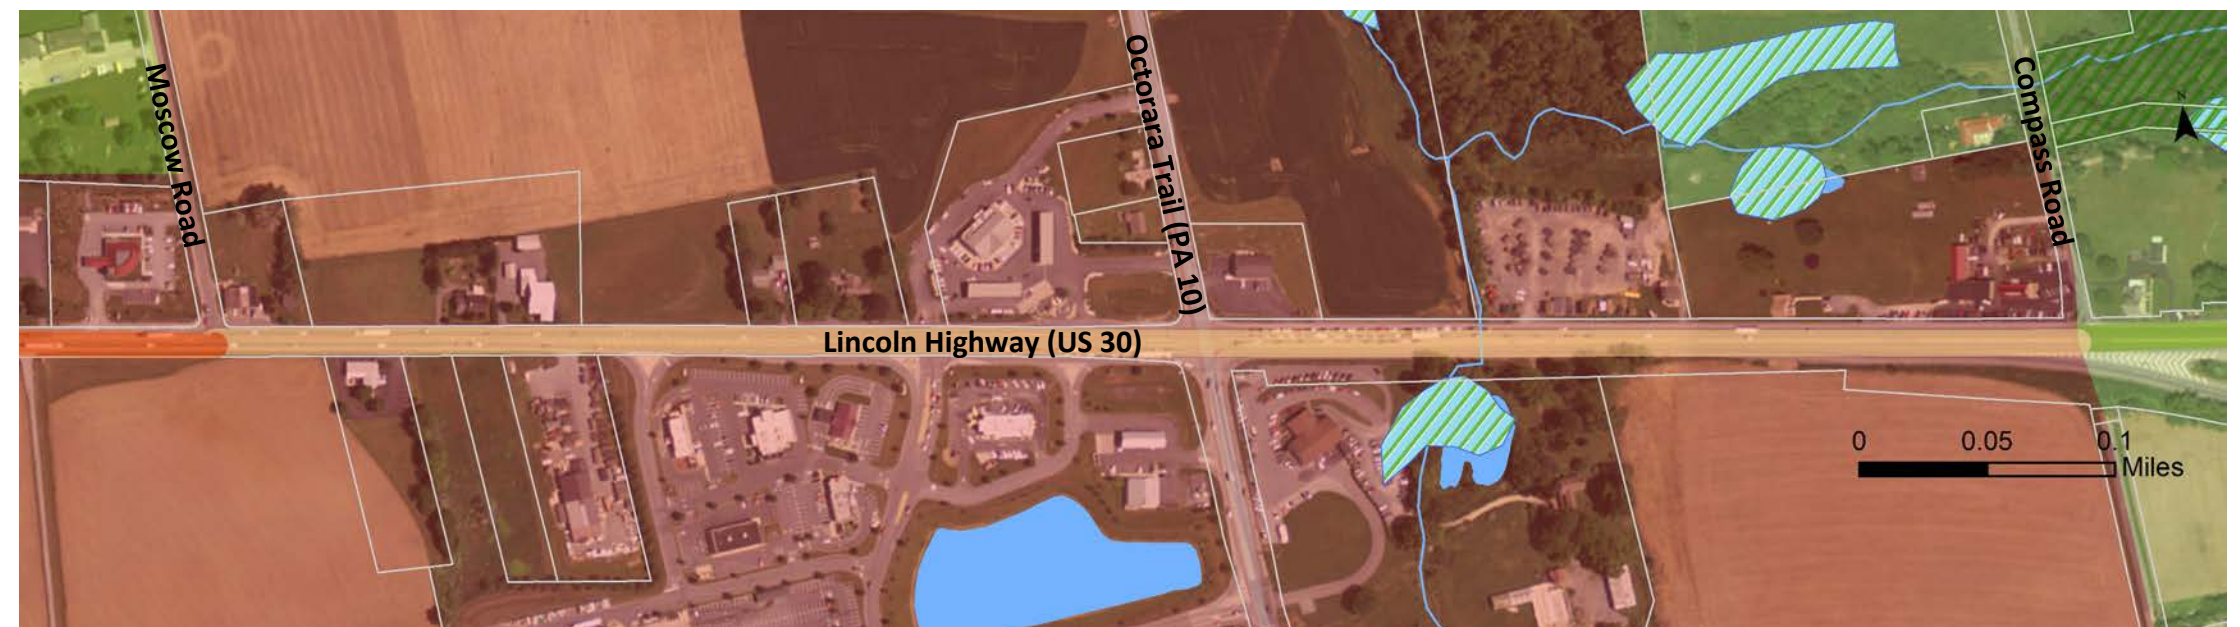 Moscow Road
Octorara Trail (PA 10)
Compass Road
N
Lincoln Highway (US 30)
0 0.05 0.1
Miles